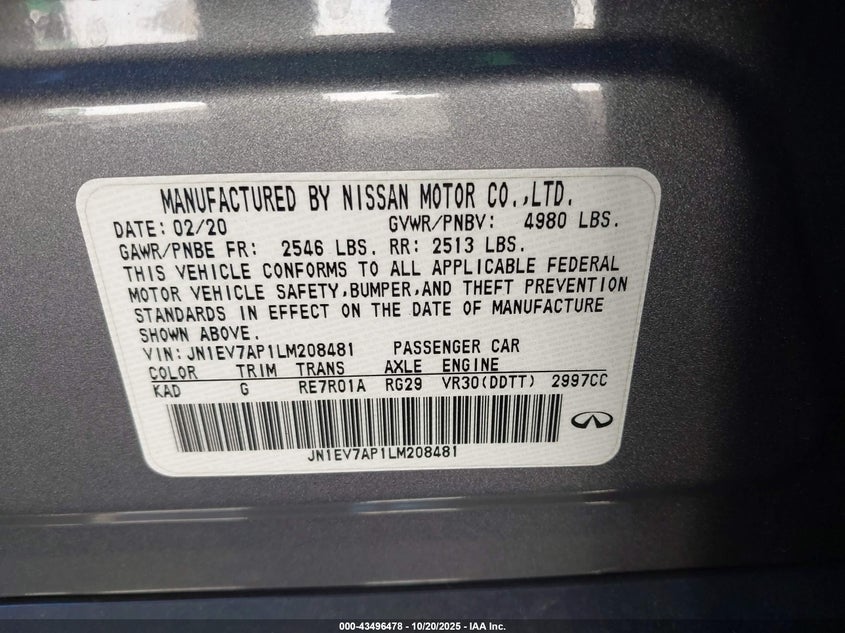 MANUFACTURED BY NISSAN MOTOR CO.,LTD.
DATE: 02/20 GVWR/PNBV: 4980 LBS.
GAWR/PNBE FR: 2546 LBS. RR: 2513 LBS.
THIS VEHICLE CONFORMS TO ALL APPLICABLE FEDERAL
MOTOR VEHICLE SAFETY,BUMPER,AND THEFT PREVENTION
STANDARDS IN EFFECT ON THE DATE OF MANUFACTURE
SHOWN ABOVE.
VIN:JN1EV7AP1LM208481 PASSENGER CAR
COLOR TRIM TRANS AXLE ENGINE
KAD G RE7R01A RG29 VR30(DDTT) 2997CC
JN1EV7AP1LM208481
000-43496478 - 10/20/2025 - IAA Inc.